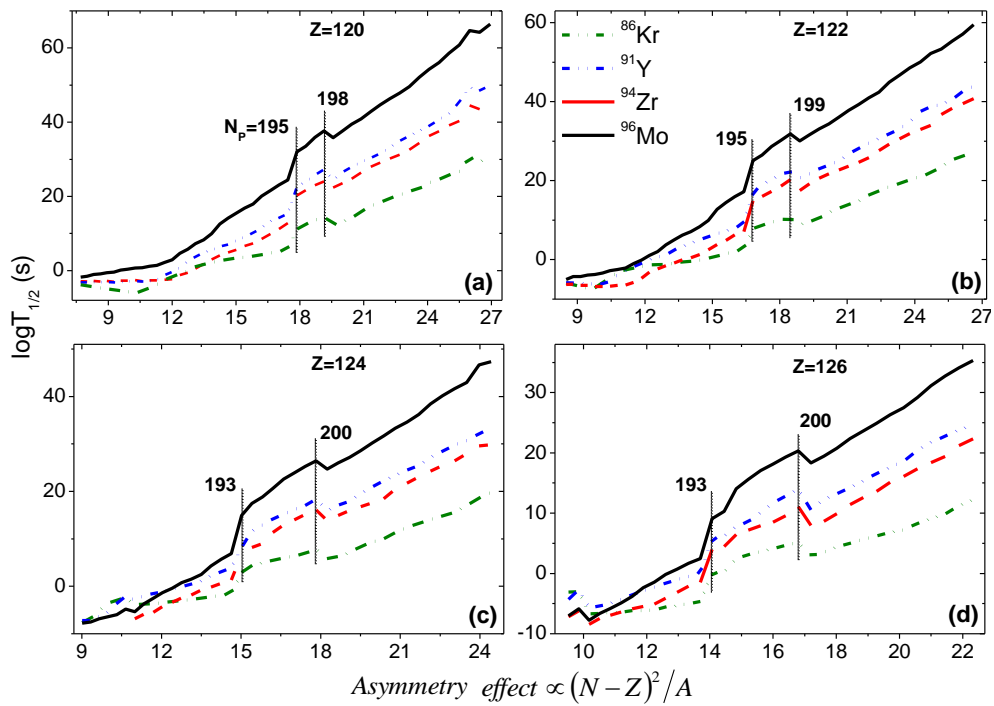 Z=120
198
N_P=195
(a)
60
40
20
0
9 12 15 18 21 24 27
Z=122
⁸⁶Kr
⁹¹Y
⁹⁴Zr
⁹⁶Mo
199
195
(b)
60
40
20
0
9 12 15 18 21 24 27
logT_{1/2} (s)
Z=124
200
193
(c)
40
20
0
9 12 15 18 21 24
Z=126
200
193
(d)
30
20
10
0
-10
10 12 14 16 18 20 22
Asymmetry effect ∝ (N − Z)²/A